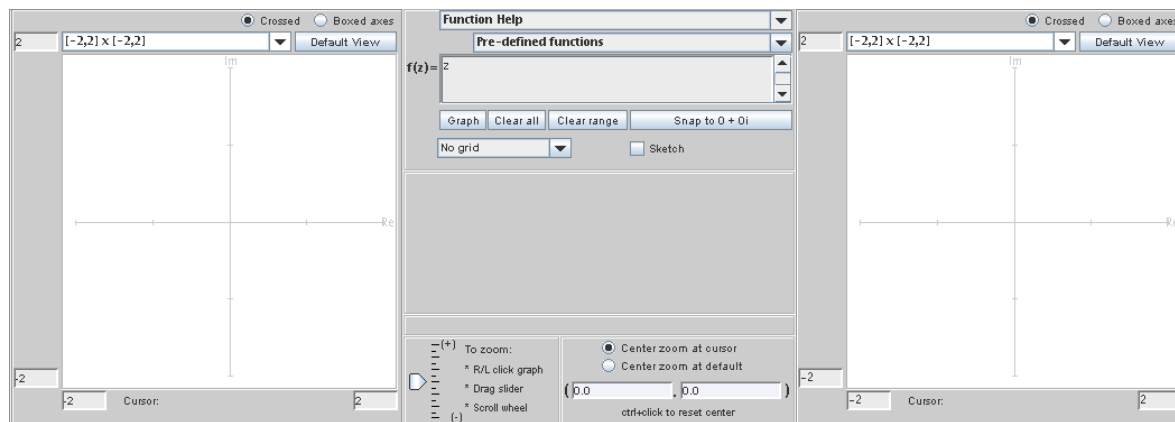 Crossed Boxed axes
2 [-2,2] x [-2,2] Default View
Im
Re
-2
-2 Cursor: 2
Function Help
Pre-defined functions
f(z)= z
Graph Clear all Clear range Snap to 0 + 0i
No grid Sketch
(+) To zoom:
* R/L click graph
* Drag slider
* Scroll wheel
(-)
Center zoom at cursor
Center zoom at default
( 0.0 , 0.0 )
ctrl+click to reset center
Crossed Boxed axes
2 [-2,2] x [-2,2] Default View
Im
Re
-2
-2 Cursor: 2